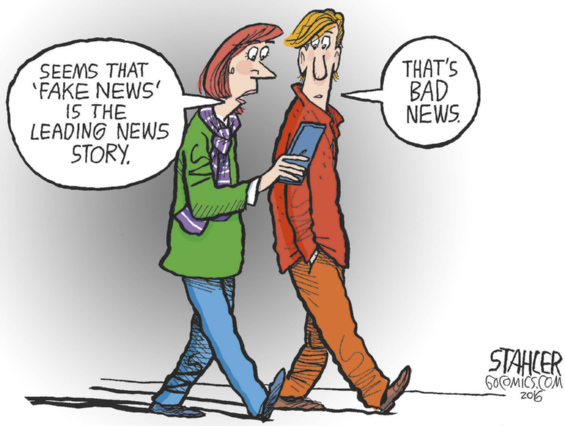 SEEMS THAT
'FAKE NEWS'
IS THE
LEADING NEWS
STORY.
THAT'S
BAD
NEWS.
STAHLER
GOCOMICS.COM
2016